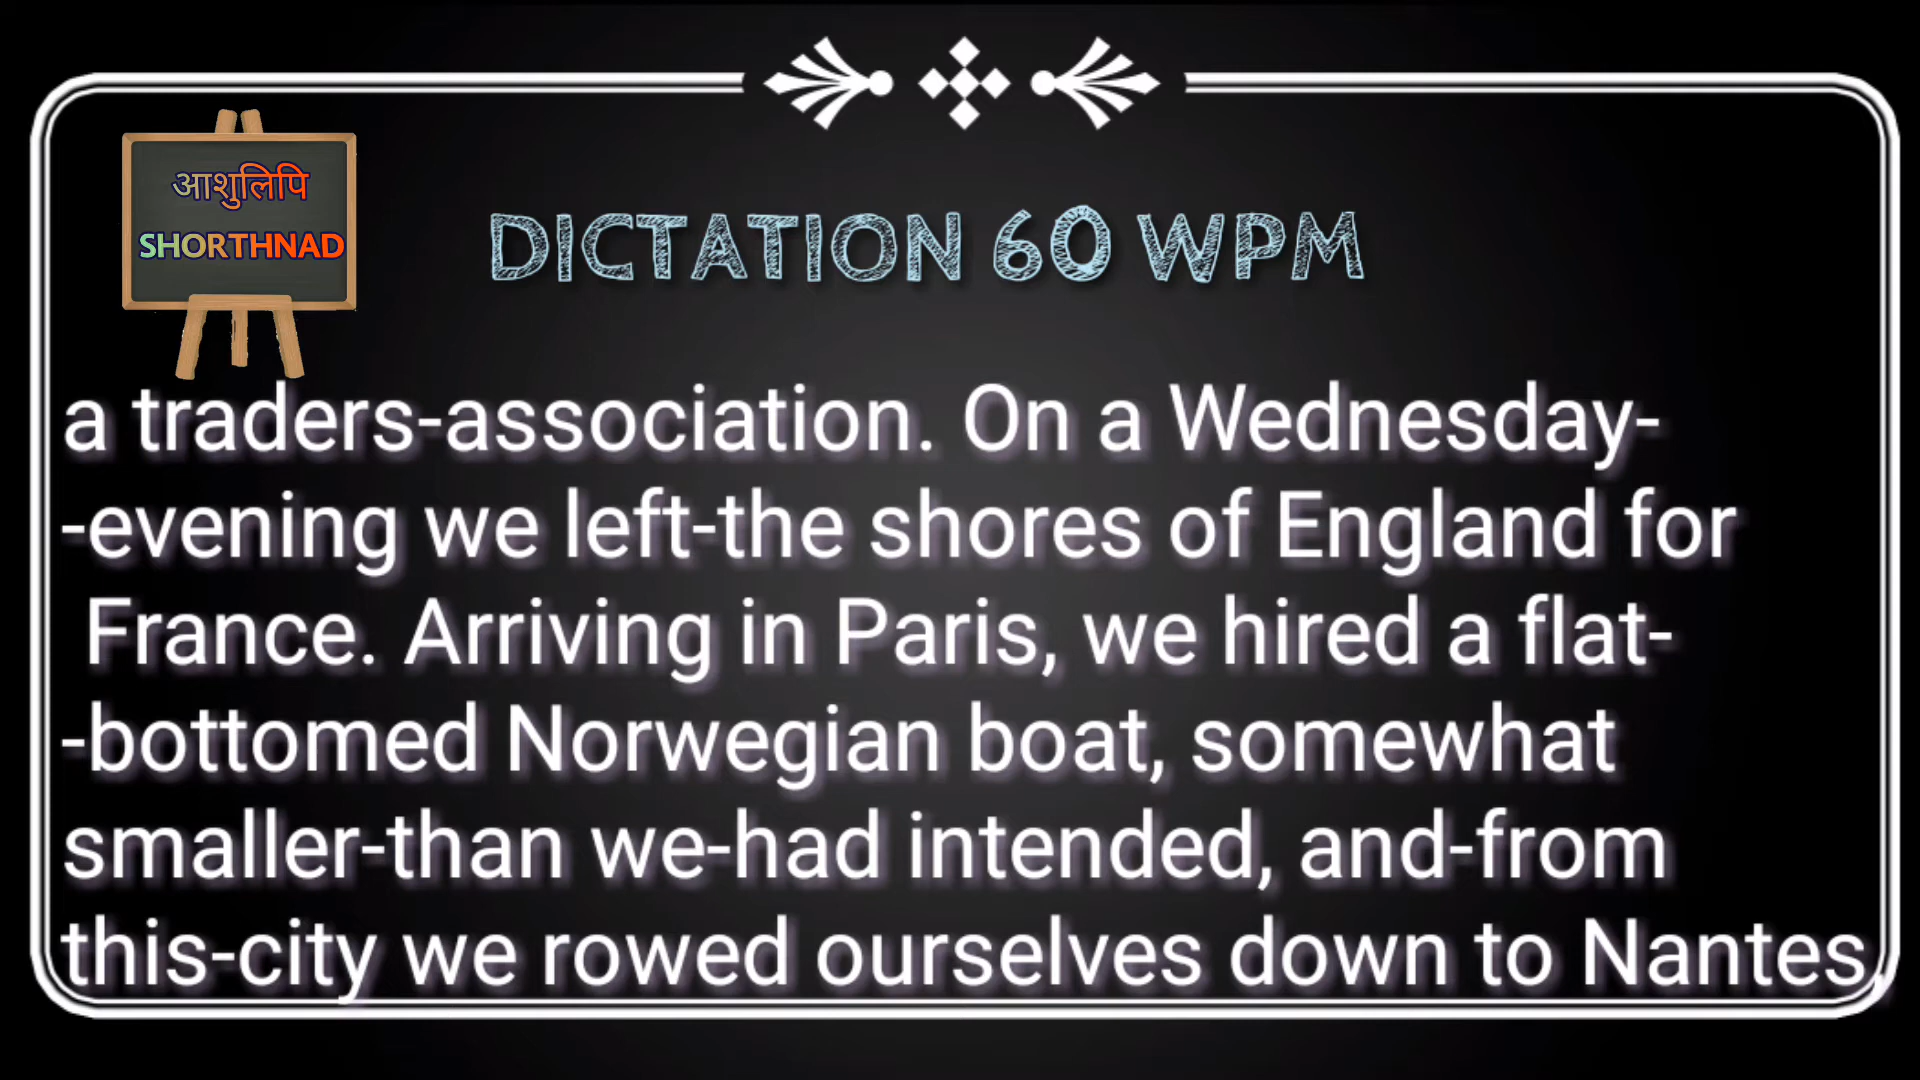 आशुलिपि
SHORTHNAD
DICTATION 60 WPM
a traders-association. On a Wednesday-
-evening we left-the shores of England for
France. Arriving in Paris, we hired a flat-
-bottomed Norwegian boat, somewhat
smaller-than we-had intended, and-from
this-city we rowed ourselves down to Nantes,